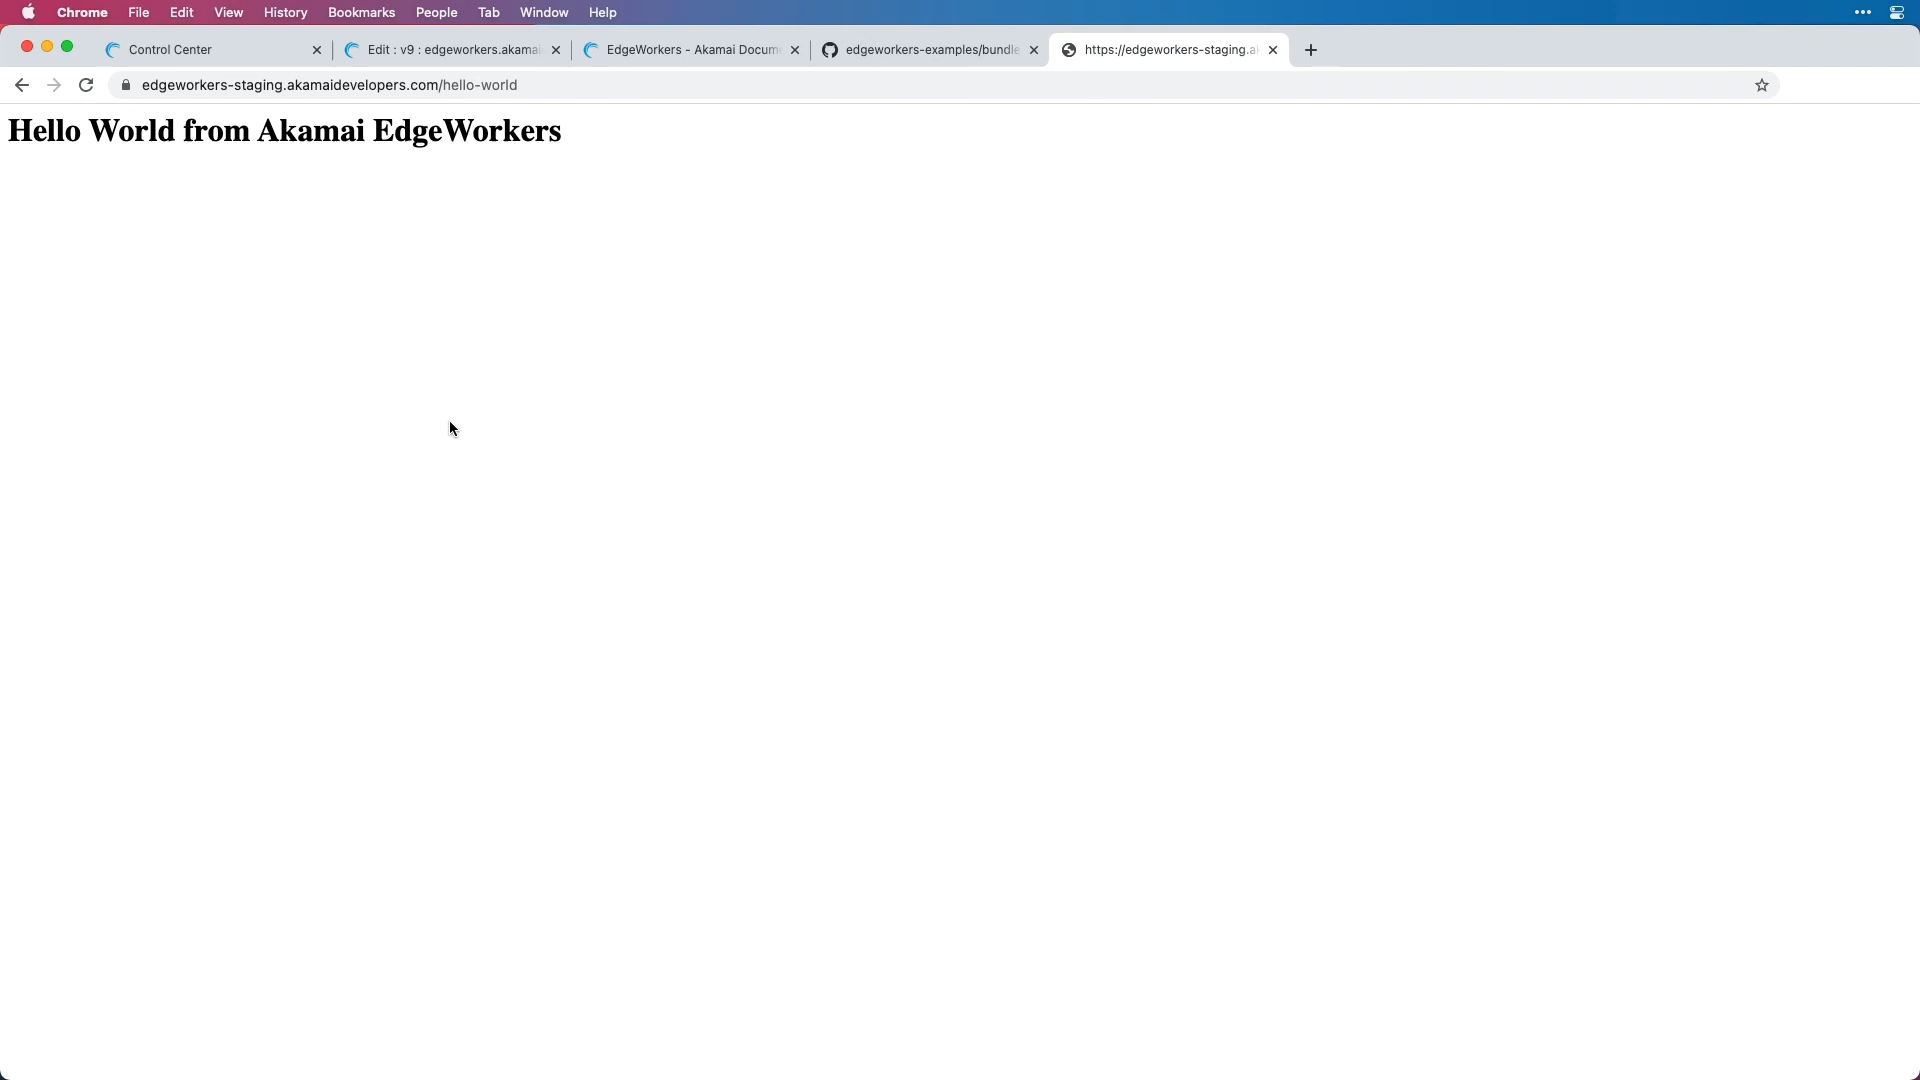 Chrome File Edit View History Bookmarks People Tab Window Help
Control Center
Edit : v9 : edgeworkers.akamai
EdgeWorkers - Akamai Docum
edgeworkers-examples/bundle
https://edgeworkers-staging.a
edgeworkers-staging.akamaidevelopers.com/hello-world
Hello World from Akamai EdgeWorkers